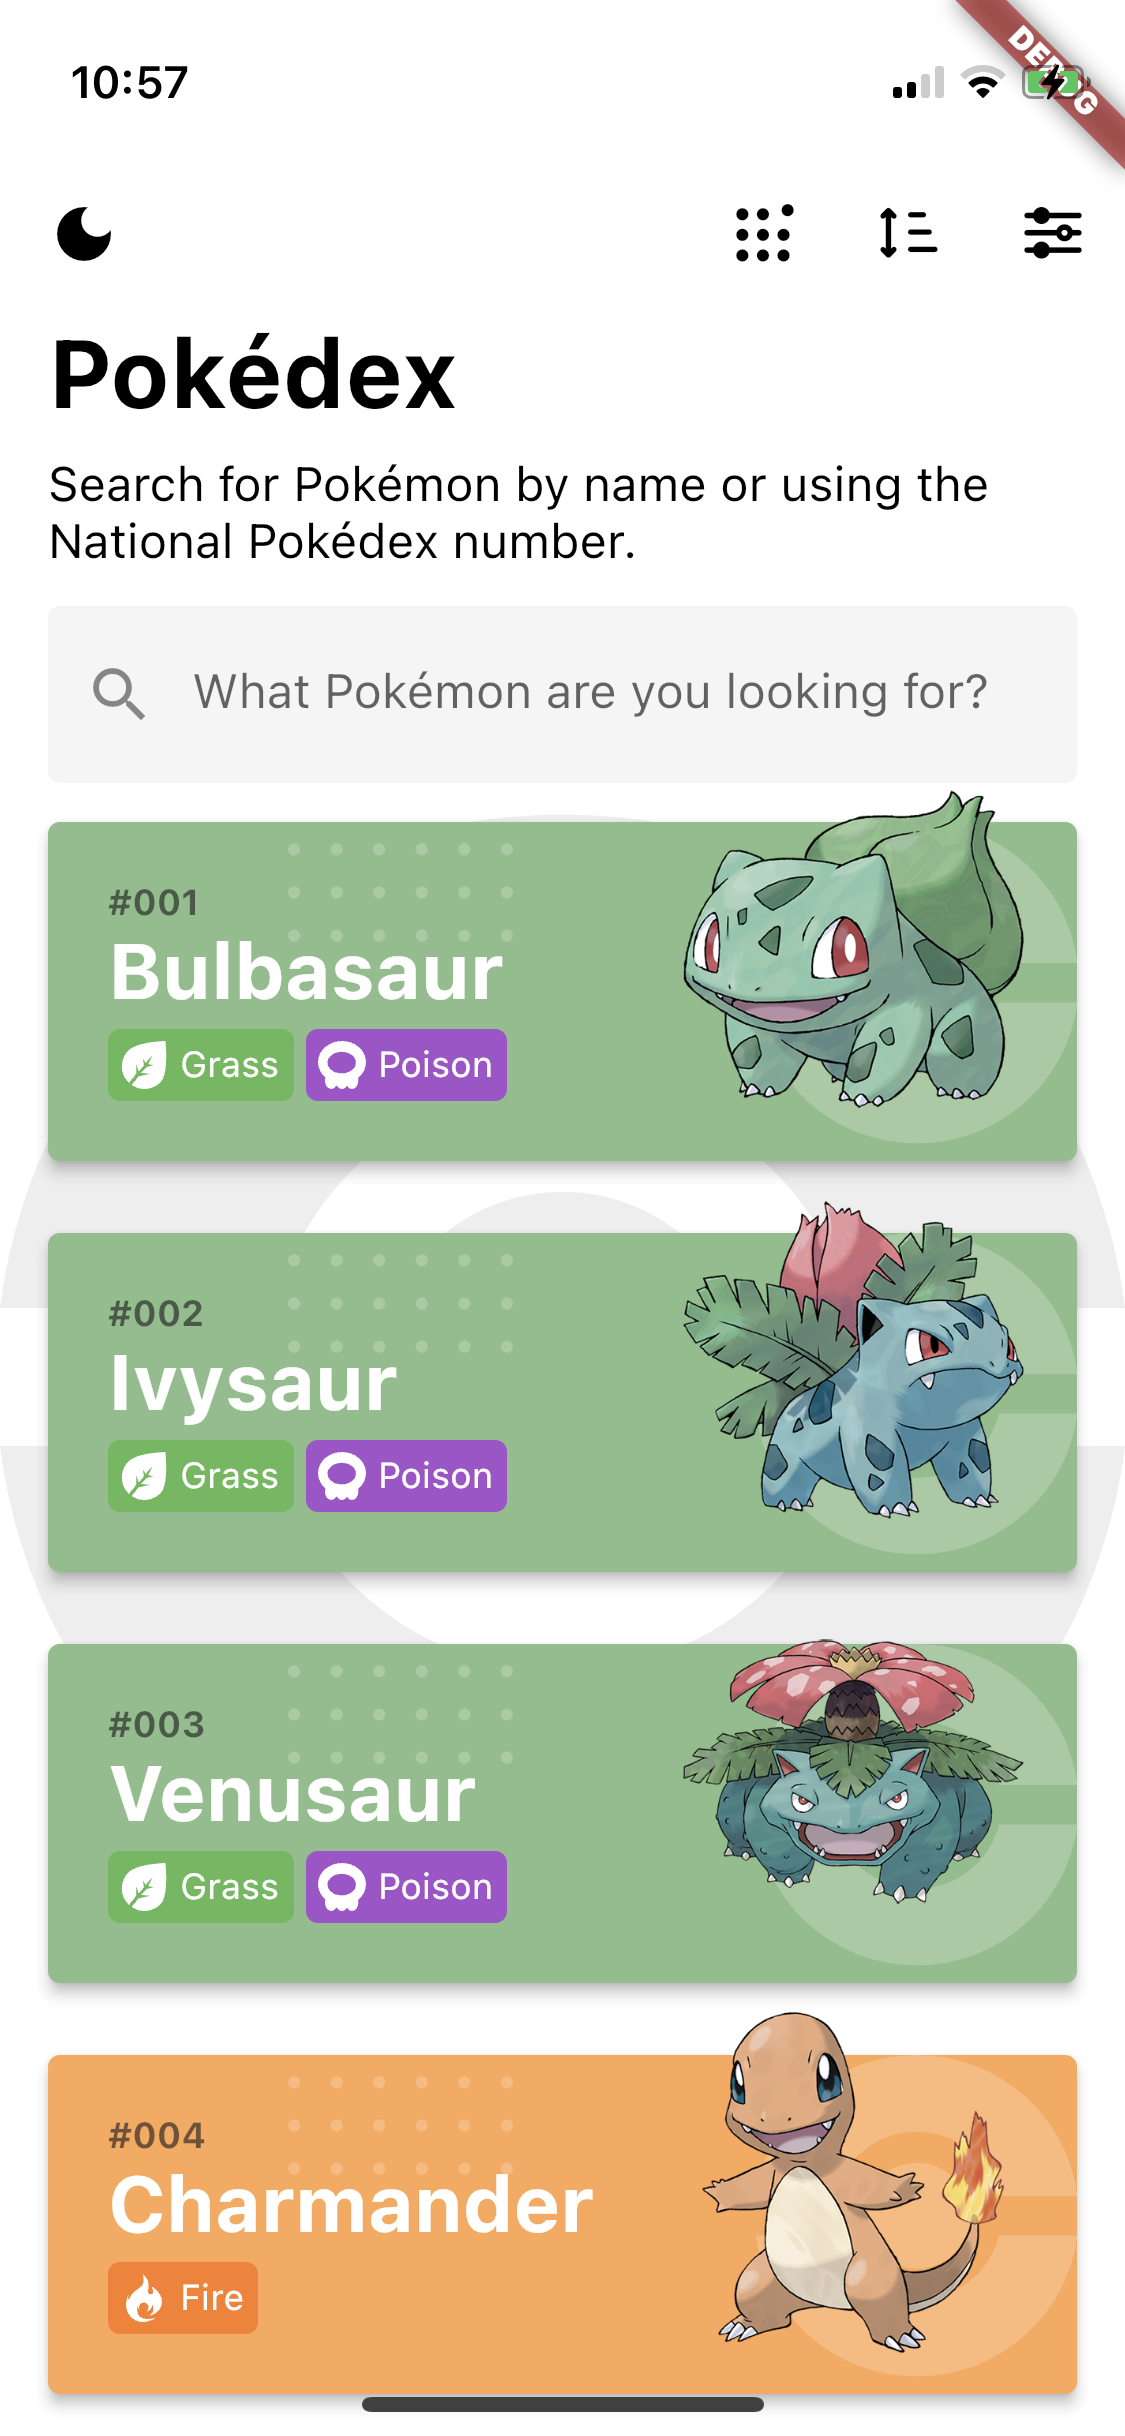 10:57
DEBUG
Pokédex
Search for Pokémon by name or using the
National Pokédex number.
What Pokémon are you looking for?
#001
Bulbasaur
Grass Poison
#002
Ivysaur
Grass Poison
#003
Venusaur
Grass Poison
#004
Charmander
Fire